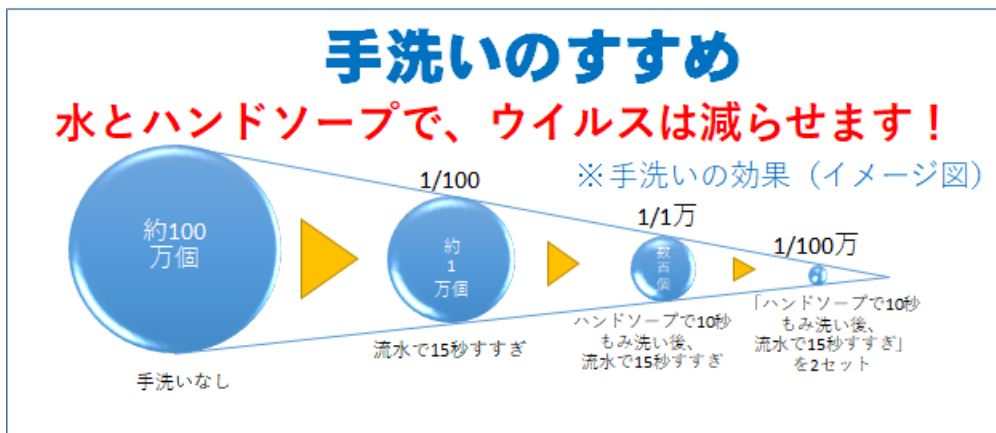 手洗いのすすめ
水とハンドソープで、ウイルスは減らせます！
※手洗いの効果（イメージ図）
約100
万個
手洗いなし
1/100
約
1
万個
流水で15秒すすぎ
1/1万
数百個
ハンドソープで10秒
もみ洗い後、
流水で15秒すすぎ
1/100万
「ハンドソープで10秒
もみ洗い後、
流水で15秒すすぎ」
を2セット